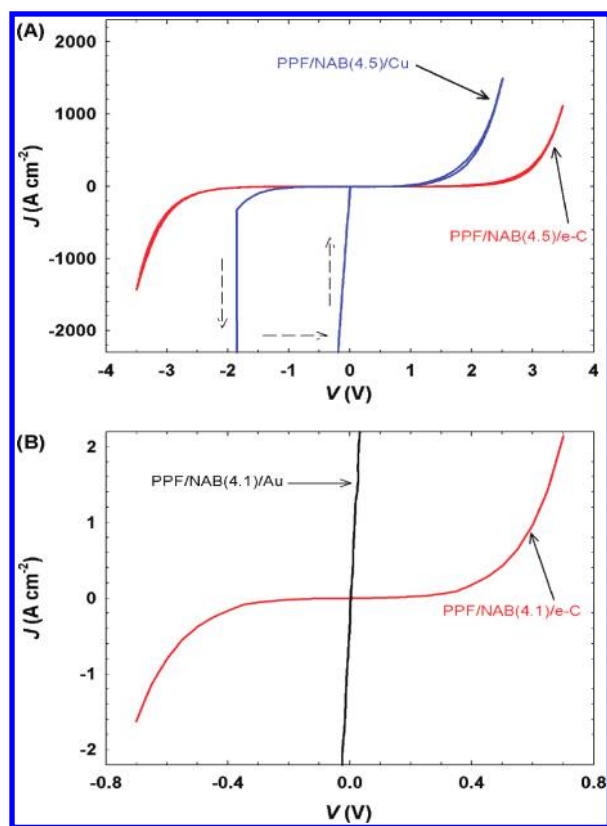 (A)
2000
PPF/NAB(4.5)/Cu
1000
0
J (A cm-2)
PPF/NAB(4.5)/e-C
-1000
-2000
-4 -3 -2 -1 0 1 2 3 4
V (V)
(B)
2
PPF/NAB(4.1)/Au
1
J (A cm-2)
0
PPF/NAB(4.1)/e-C
-1
-2
-0.8 -0.4 0.0 0.4 0.8
V (V)